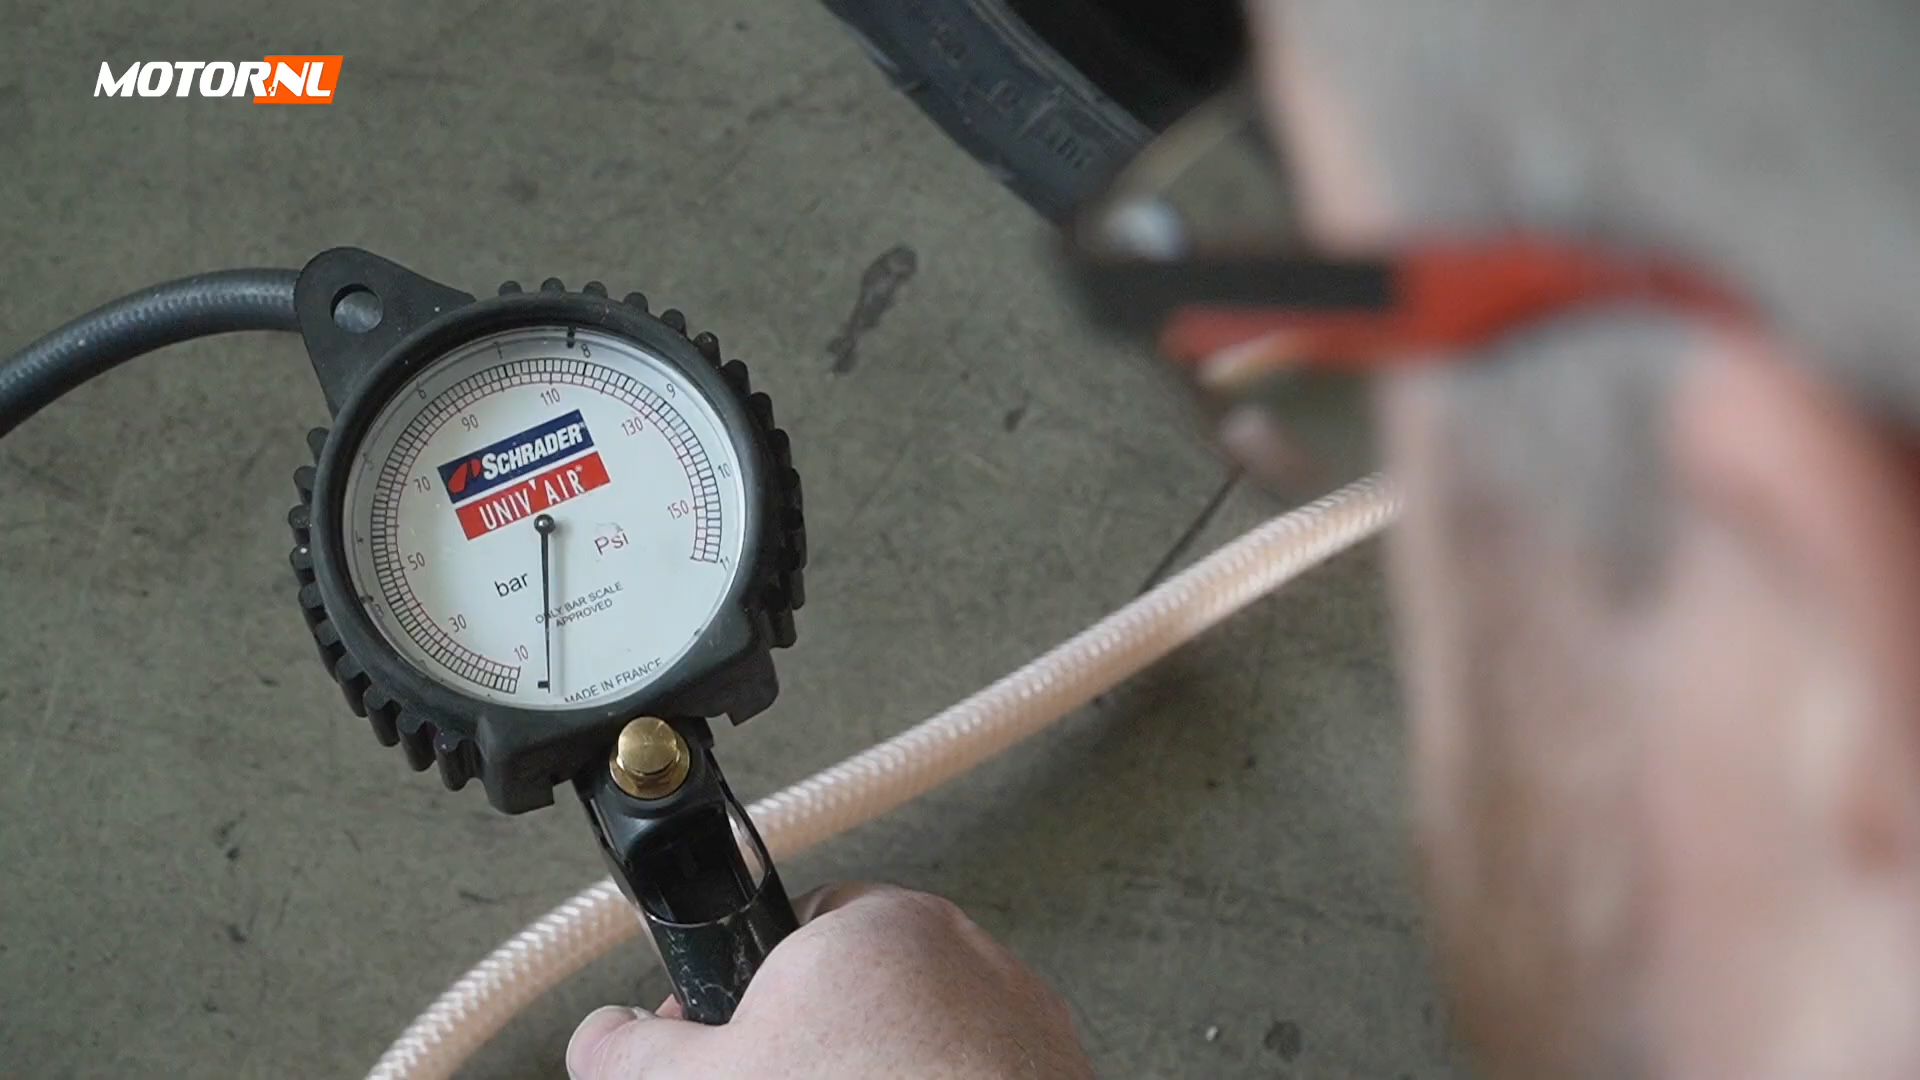 MOTOR.NL
7
8
6
9
110
90
130
SCHRADER®
UNIV'AIR®
10
70
150
Psi
50
bar
11
ONLY BAR SCALE
APPROVED
30
10
MADE IN FRANCE